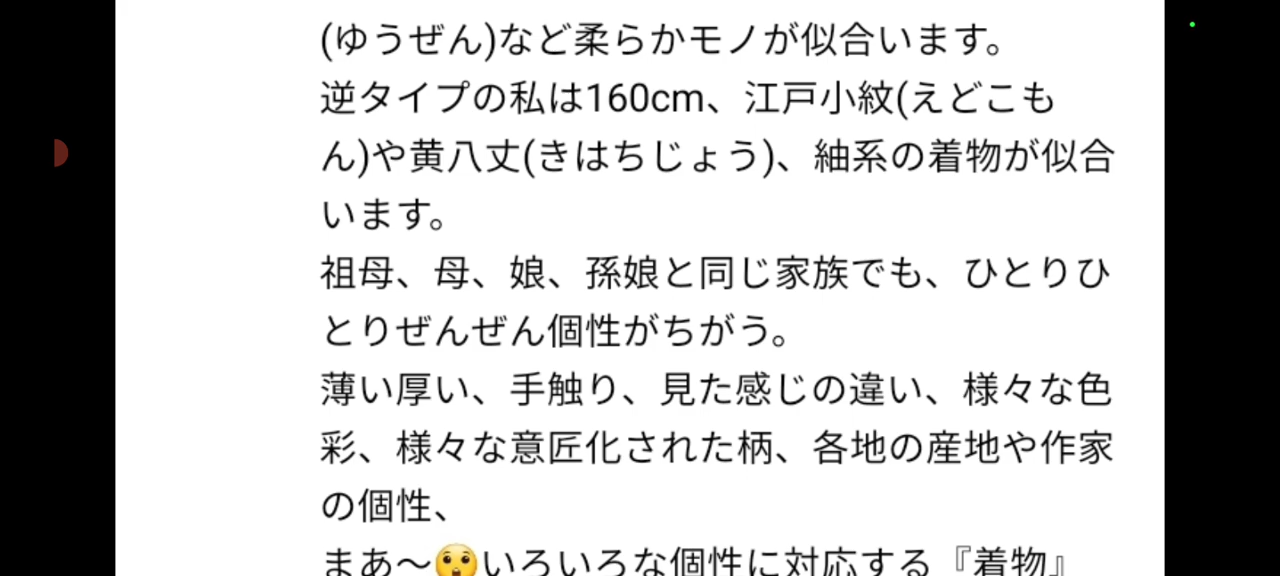 (ゆうぜん)など柔らかモノが似合います。
逆タイプの私は160cm、江戸小紋(えどこも
ん)や黄八丈(きはちじょう)、紬系の着物が似合
います。
祖母、母、娘、孫娘と同じ家族でも、ひとりひ
とりぜんぜん個性がちがう。
薄い厚い、手触り、見た感じの違い、様々な色
彩、様々な意匠化された柄、各地の産地や作家
の個性、
まあ〜😲いろいろな個性に対応する『着物』